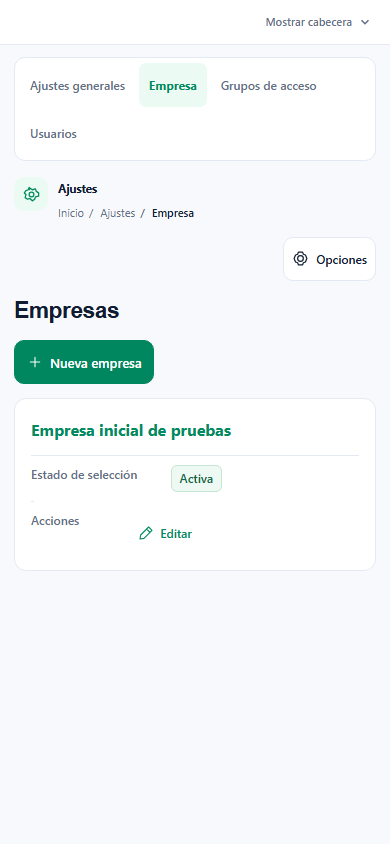 Mostrar cabecera
Ajustes generales
Empresa
Grupos de acceso
Usuarios
Ajustes
Inicio / Ajustes / Empresa
Opciones
Empresas
Nueva empresa
Empresa inicial de pruebas
Estado de selección
Activa
Acciones
Editar